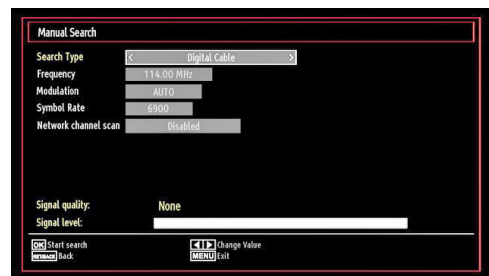 Manual Search
Search Type < Digital Cable >
Frequency 114.00 MHz
Modulation AUTO
Symbol Rate 6900
Network channel scan Disabled
Signal quality: None
Signal level:
OK Start search ◀ ▶ Change Value
Back MENU Exit